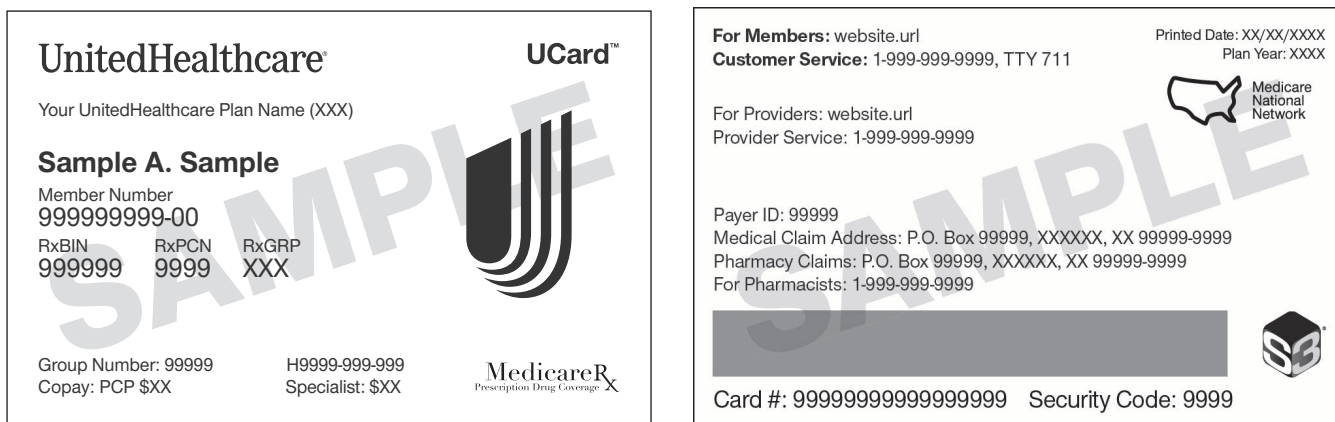 UnitedHealthcare®
UCard™
Your UnitedHealthcare Plan Name (XXX)
Sample A. Sample
Member Number
999999999-00
RxBIN RxPCN RxGRP
999999 9999 XXX
Group Number: 99999 H9999-999-999
Copay: PCP $XX Specialist: $XX
MedicareRx
Prescription Drug Coverage
SAMPLE
For Members: website.url
Customer Service: 1-999-999-9999, TTY 711
Printed Date: XX/XX/XXXX
Plan Year: XXXX
Medicare
National
Network
For Providers: website.url
Provider Service: 1-999-999-9999
Payer ID: 99999
Medical Claim Address: P.O. Box 99999, XXXXXX, XX 99999-9999
Pharmacy Claims: P.O. Box 99999, XXXXXX, XX 99999-9999
For Pharmacists: 1-999-999-9999
S3
Card #: 99999999999999999 Security Code: 9999
SAMPLE